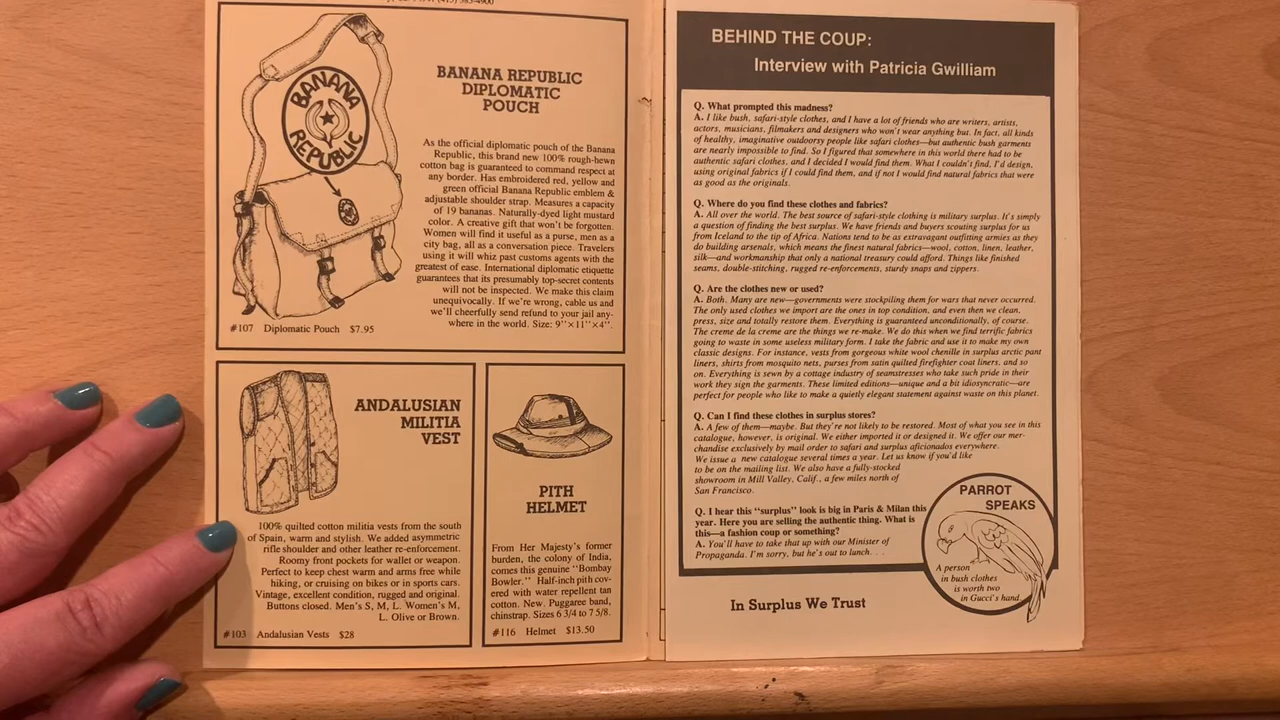 BANANA
REPUBLIC
BANANA REPUBLIC
DIPLOMATIC
POUCH
As the official diplomatic pouch of the Banana
Republic, this brand new 100% rough-hewn
cotton bag is guaranteed to command respect at
any border. Has embroidered red, yellow and
green official Banana Republic emblem &
adjustable shoulder strap. Measures a capacity
of 19 bananas. Naturally-dyed light mustard
color. A creative gift that won't be forgotten.
Women will find it useful as a purse, men as a
city bag, all as a conversation piece. Travelers
using it will whiz past customs agents with the
greatest of ease. International diplomatic etiquette
guarantees that its presumably top-secret contents
will not be inspected. We make this claim
unequivocally. If we're wrong, cable us and
we'll cheerfully send refund to your jail any-
where in the world. Size: 9"×11"×4".
#107 Diplomatic Pouch $7.95
ANDALUSIAN
MILITIA
VEST
100% quilted cotton militia vests from the south
of Spain, warm and stylish. We added asymmetric
rifle shoulder and other leather re-enforcement.
Roomy front pockets for wallet or weapon.
Perfect to keep chest warm and arms free while
hiking, or cruising on bikes or in sports cars.
Vintage, excellent condition, rugged and original.
Buttons closed. Men's S, M, L. Women's M,
L. Olive or Brown.
#103 Andalusian Vests $28
PITH
HELMET
From Her Majesty's former
burden, the colony of India,
comes this genuine "Bombay
Bowler." Half-inch pith cov-
ered with water repellent tan
cotton. New. Puggaree band,
chinstrap. Sizes 6 3/4 to 7 5/8.
#116 Helmet $13.50
BEHIND THE COUP:
Interview with Patricia Gwilliam
Q. What prompted this madness?
A. I like bush, safari-style clothes, and I have a lot of friends who are writers, artists,
actors, musicians, filmakers and designers who won't wear anything but. In fact, all kinds
of healthy, imaginative outdoorsy people like safari clothes—but authentic bush garments
are nearly impossible to find. So I figured that somewhere in this world there had to be
authentic safari clothes, and I decided I would find them. What I couldn't find, I'd design,
using original fabrics if I could find them, and if not I would find natural fabrics that were
as good as the originals.
Q. Where do you find these clothes and fabrics?
A. All over the world. The best source of safari-style clothing is military surplus. It's simply
a question of finding the best surplus. We have friends and buyers scouting surplus for us
from Iceland to the tip of Africa. Nations tend to be as extravagant outfitting armies as they
do building arsenals, which means the finest natural fabrics—wool, cotton, linen, leather,
silk—and workmanship that only a national treasury could afford. Things like finished
seams, double-stitching, rugged re-enforcements, sturdy snaps and zippers.
Q. Are the clothes new or used?
A. Both. Many are new—governments were stockpiling them for wars that never occurred.
The only used clothes we import are the ones in top condition, and even then we clean,
press, size and totally restore them. Everything is guaranteed unconditionally, of course.
The creme de la creme are the things we re-make. We do this when we find terrific fabrics
going to waste in some useless military form. I take the fabric and use it to make my own
classic designs. For instance, vests from gorgeous white wool chenille in surplus arctic pant
liners, shirts from mosquito nets, purses from satin quilted firefighter coat liners, and so
on. Everything is sewn by a cottage industry of seamstresses who take such pride in their
work they sign the garments. These limited editions—unique and a bit idiosyncratic—are
perfect for people who like to make a quietly elegant statement against waste on this planet.
Q. Can I find these clothes in surplus stores?
A. A few of them—maybe. But they're not likely to be restored. Most of what you see in this
catalogue, however, is original. We either imported it or designed it. We offer our mer-
chandise exclusively by mail order to safari and surplus aficionados everywhere.
We issue a new catalogue several times a year. Let us know if you'd like
to be on the mailing list. We also have a fully-stocked
showroom in Mill Valley, Calif., a few miles north of
San Francisco.
Q. I hear this "surplus" look is big in Paris & Milan this
year. Here you are selling the authentic thing. What is
this—a fashion coup or something?
A. You'll have to take that up with our Minister of
Propaganda. I'm sorry, but he's out to lunch. . .
PARROT
SPEAKS
A person
in bush clothes
is worth two
in Gucci's hand.
In Surplus We Trust